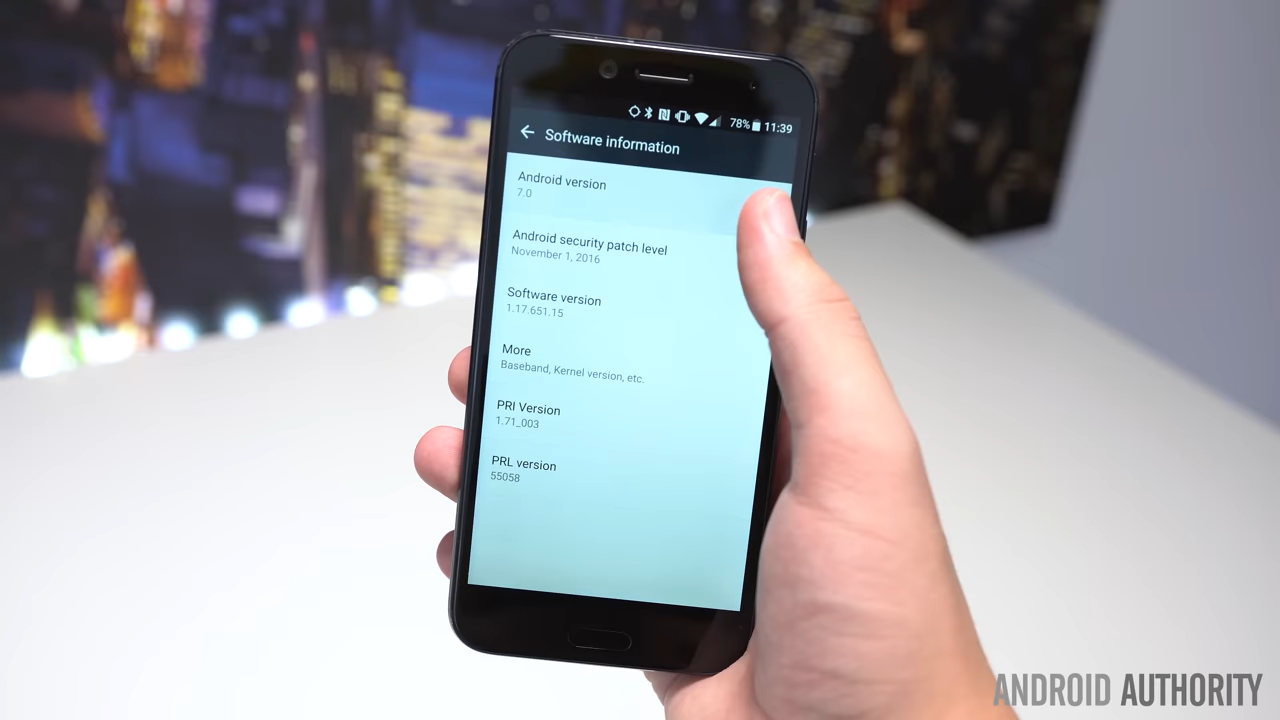 78% 11:39
Software information
Android version
7.0
Android security patch level
November 1, 2016
Software version
1.17.651.15
More
Baseband, Kernel version, etc.
PRI Version
1.71_003
PRL version
55058
ANDROID AUTHORITY